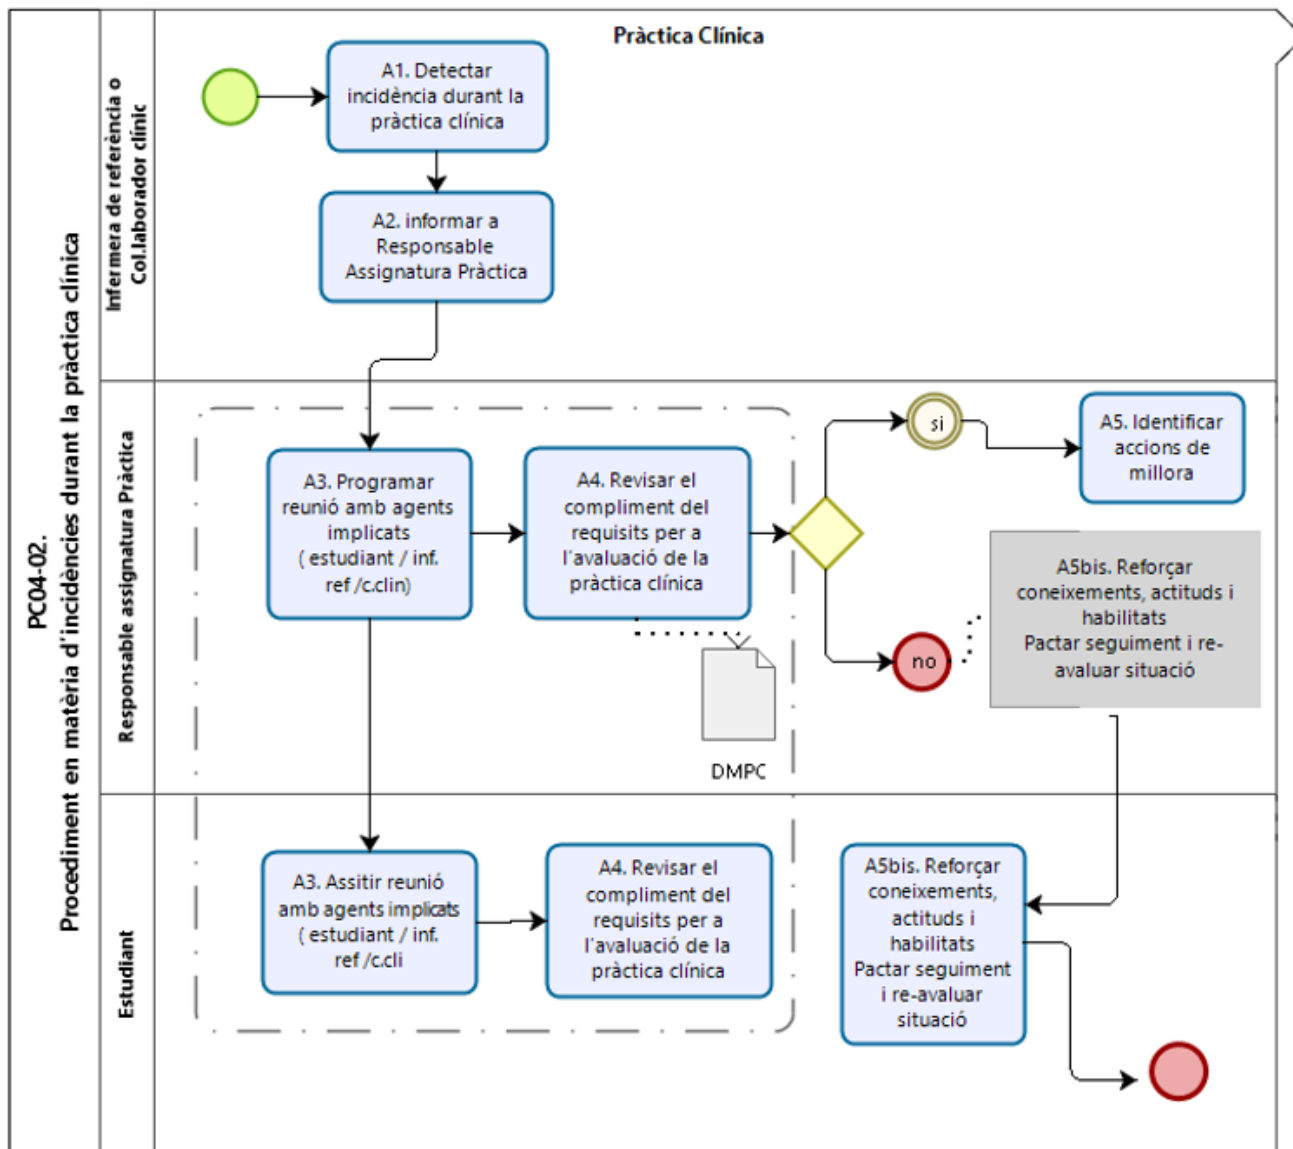 Pràctica Clínica
PC04-02.
Procediment en matèria d'incidències durant la pràctica clínica
Infermera de referència o
Col.laborador clínic
A1. Detectar
incidència durant la
pràctica clínica
A2. informar a
Responsable
Assignatura Pràctica
Responsable assignatura Pràctica
A3. Programar
reunió amb agents
implicats
( estudiant / inf.
ref /c.clin)
A4. Revisar el
compliment del
requisits per a
l'avaluació de la
pràctica clínica
DMPC
si
A5. Identificar
accions de
millora
no
A5bis. Reforçar
coneixements, actituds i
habilitats
Pactar seguiment i re-
avaluar situació
Estudiant
A3. Assitir reunió
amb agents implicats
( estudiant / inf.
ref /c.cli
A4. Revisar el
compliment del
requisits per a
l'avaluació de la
pràctica clínica
A5bis. Reforçar
coneixements,
actituds i
habilitats
Pactar seguiment
i re-avaluar
situació